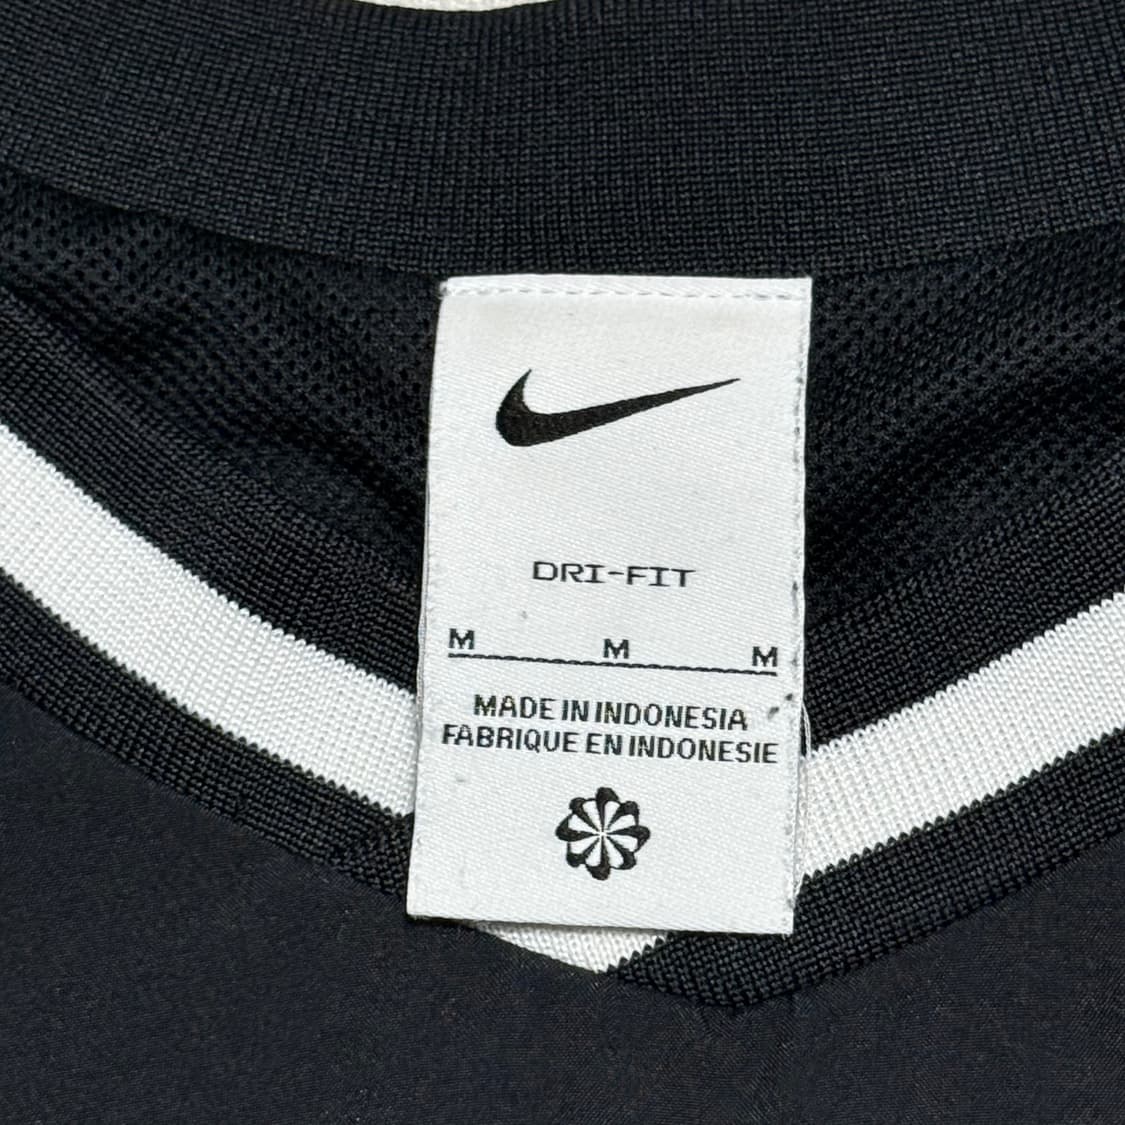 DRI-FIT
M M M
MADE IN INDONESIA
FABRIQUE EN INDONESIE